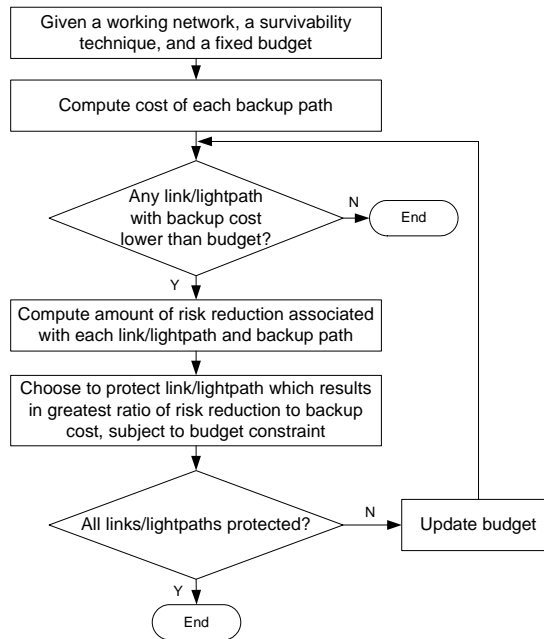 Given a working network, a survivability
technique, and a fixed budget
Compute cost of each backup path
Any link/lightpath
with backup cost
lower than budget?
N
End
Y
Compute amount of risk reduction associated
with each link/lightpath and backup path
Choose to protect link/lightpath which results
in greatest ratio of risk reduction to backup
cost, subject to budget constraint
All links/lightpaths protected?
N
Update budget
Y
End